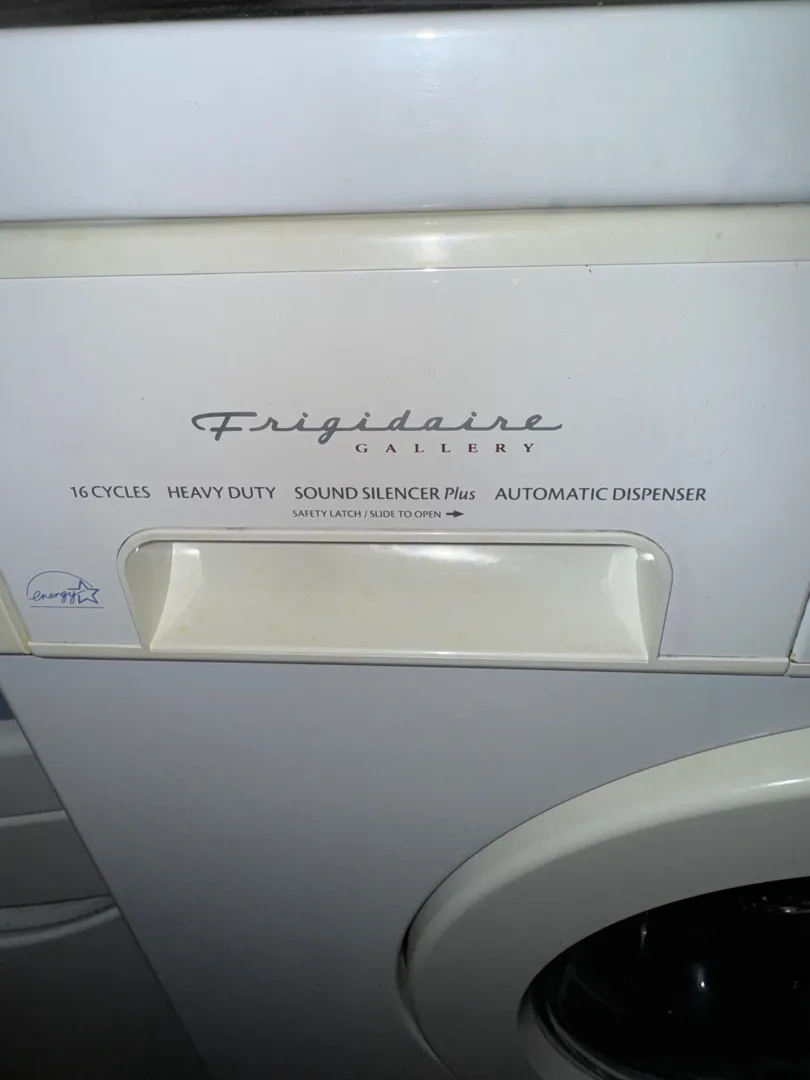 Frigidaire
GALLERY
16 CYCLES HEAVY DUTY SOUND SILENCER Plus AUTOMATIC DISPENSER
SAFETY LATCH / SLIDE TO OPEN →
energy